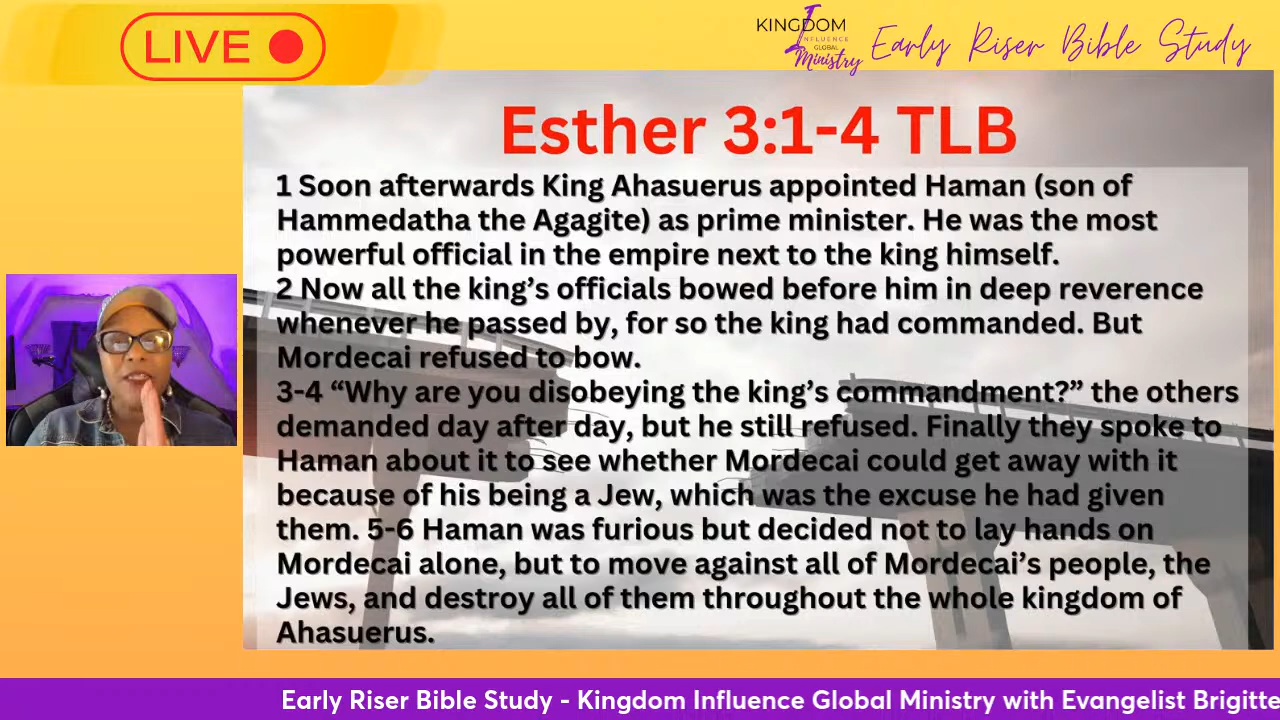 LIVE
KINGDOM
INFLUENCE
GLOBAL
Ministry
Early Riser Bible Study
Esther 3:1-4 TLB
1 Soon afterwards King Ahasuerus appointed Haman (son of
Hammedatha the Agagite) as prime minister. He was the most
powerful official in the empire next to the king himself.
2 Now all the king’s officials bowed before him in deep reverence
whenever he passed by, for so the king had commanded. But
Mordecai refused to bow.
3-4 “Why are you disobeying the king’s commandment?” the others
demanded day after day, but he still refused. Finally they spoke to
Haman about it to see whether Mordecai could get away with it
because of his being a Jew, which was the excuse he had given
them. 5-6 Haman was furious but decided not to lay hands on
Mordecai alone, but to move against all of Mordecai’s people, the
Jews, and destroy all of them throughout the whole kingdom of
Ahasuerus.
Early Riser Bible Study - Kingdom Influence Global Ministry with Evangelist Brigitte